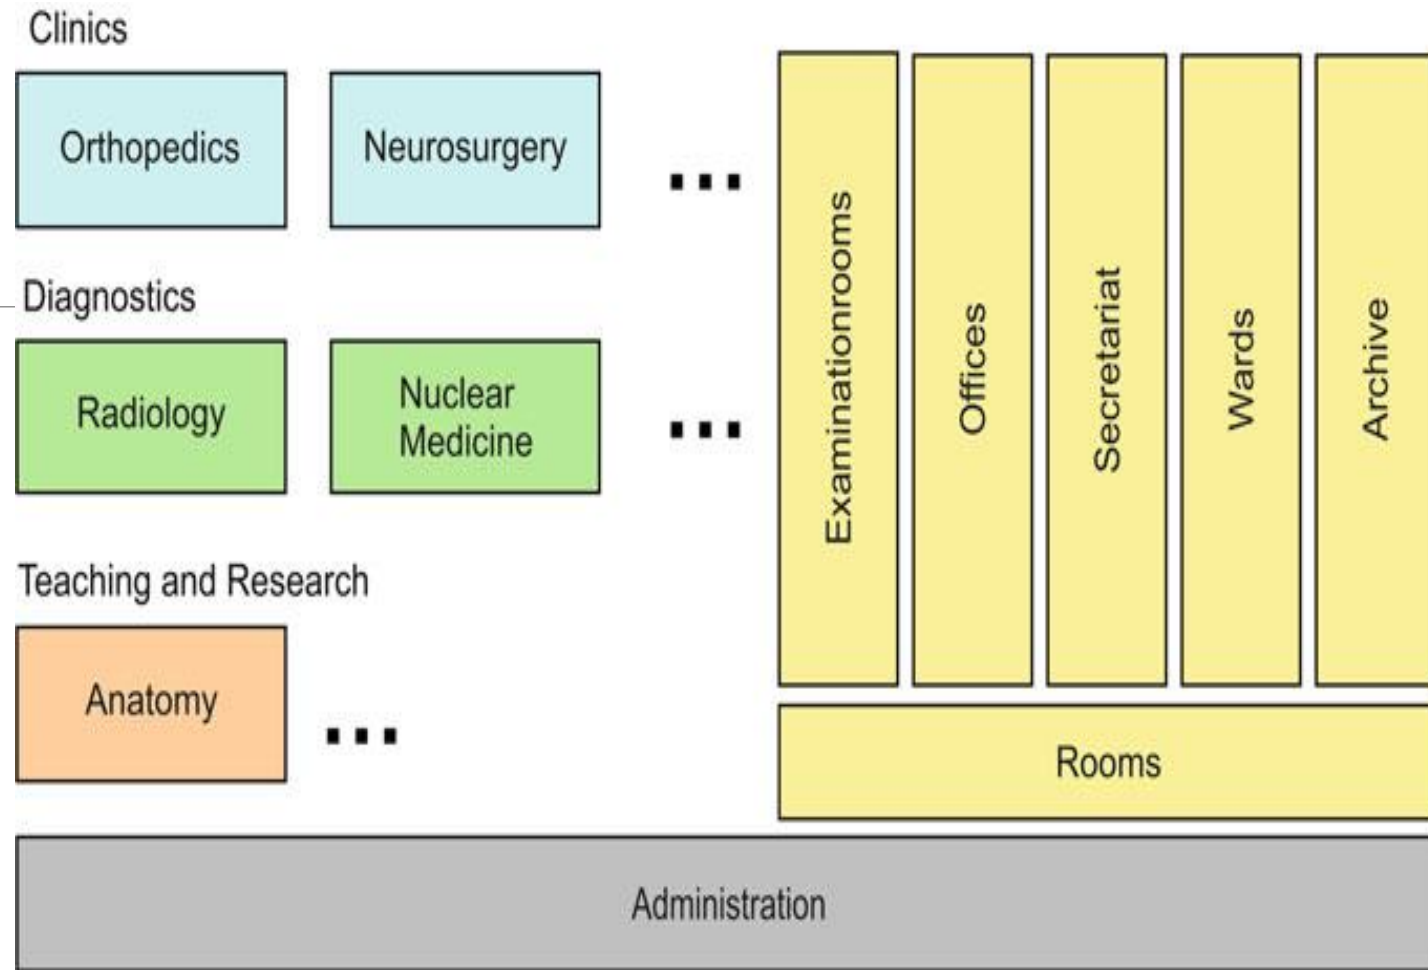 Clinics
Orthopedics
Neurosurgery
...
Diagnostics
Radiology
Nuclear
Medicine
...
Teaching and Research
Anatomy
...
Examinationrooms
Offices
Secretariat
Wards
Archive
Rooms
Administration